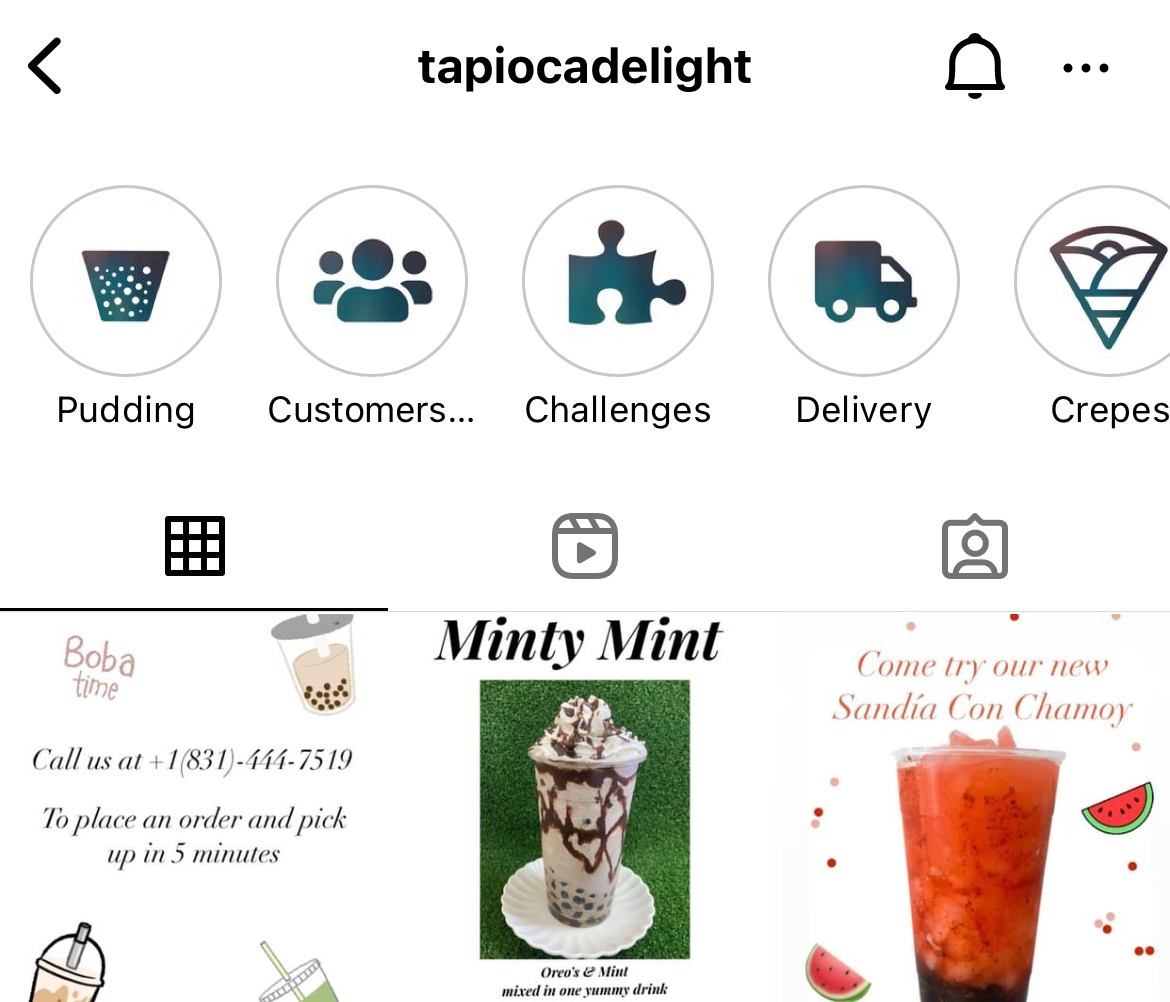 tapiocadelight
Pudding
Customers...
Challenges
Delivery
Crepes
Boba
time
Call us at +1(831)-444-7519
To place an order and pick
up in 5 minutes
Minty Mint
Oreo's & Mint
mixed in one yummy drink
Come try our new
Sandía Con Chamoy